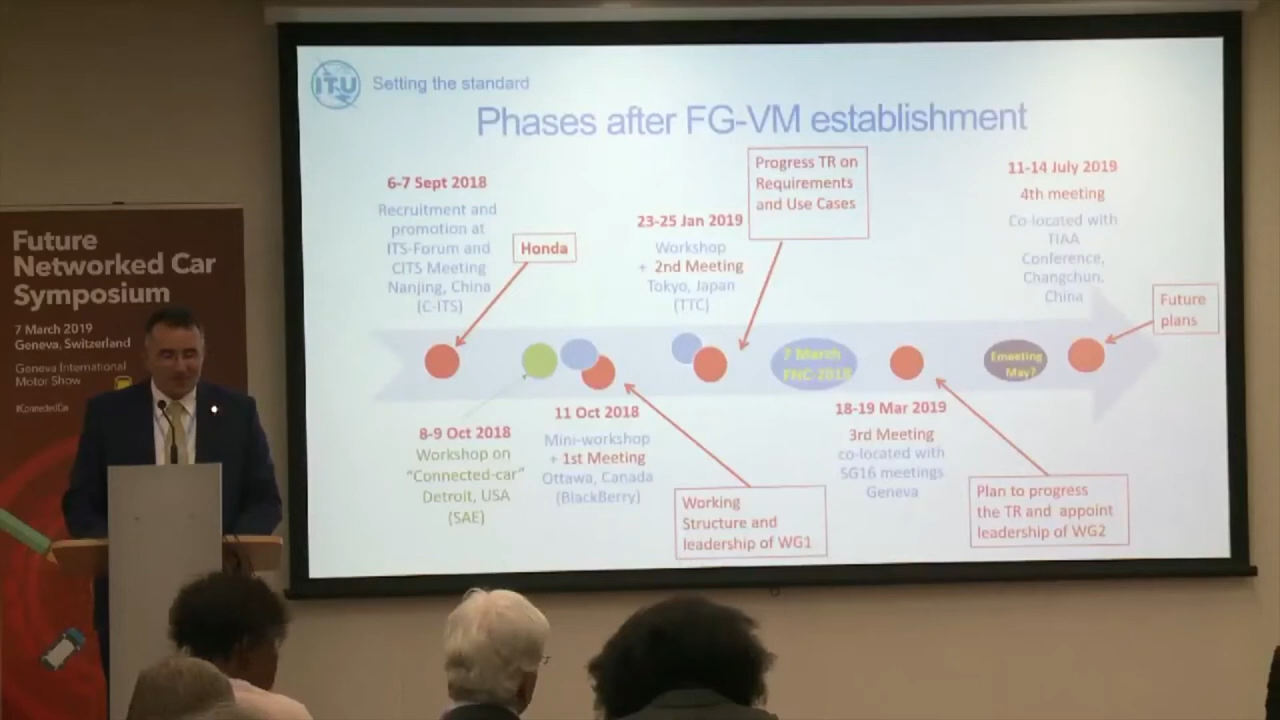 Future
Networked Car
Symposium
7 March 2019
Geneva, Switzerland
Geneva International
Motor Show
#ConnectedCar
ITU
Setting the standard
Phases after FG-VM establishment
6-7 Sept 2018
Recruitment and
promotion at
ITS-Forum and
CITS Meeting
Nanjing, China
(C-ITS)
Honda
23-25 Jan 2019
Workshop
+ 2nd Meeting
Tokyo, Japan
(TTC)
Progress TR on
Requirements
and Use Cases
11-14 July 2019
4th meeting
Co-located with
TIAA
Conference,
Changchun,
China
Future
plans
7 March
FNC-2018
Emeeting
May?
8-9 Oct 2018
Workshop on
“Connected-car”
Detroit, USA
(SAE)
11 Oct 2018
Mini-workshop
+ 1st Meeting
Ottawa, Canada
(BlackBerry)
Working
Structure and
leadership of WG1
18-19 Mar 2019
3rd Meeting
co-located with
SG16 meetings
Geneva
Plan to progress
the TR and appoint
leadership of WG2